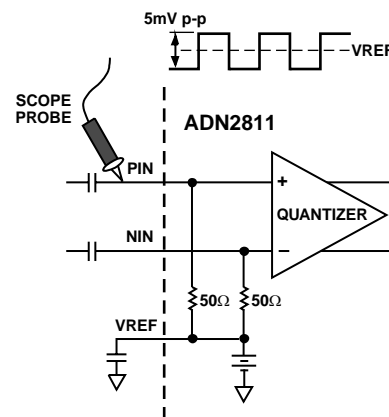 5mV p-p
VREF
SCOPE
PROBE
ADN2811
PIN
+
QUANTIZER
NIN
−
50Ω
50Ω
VREF